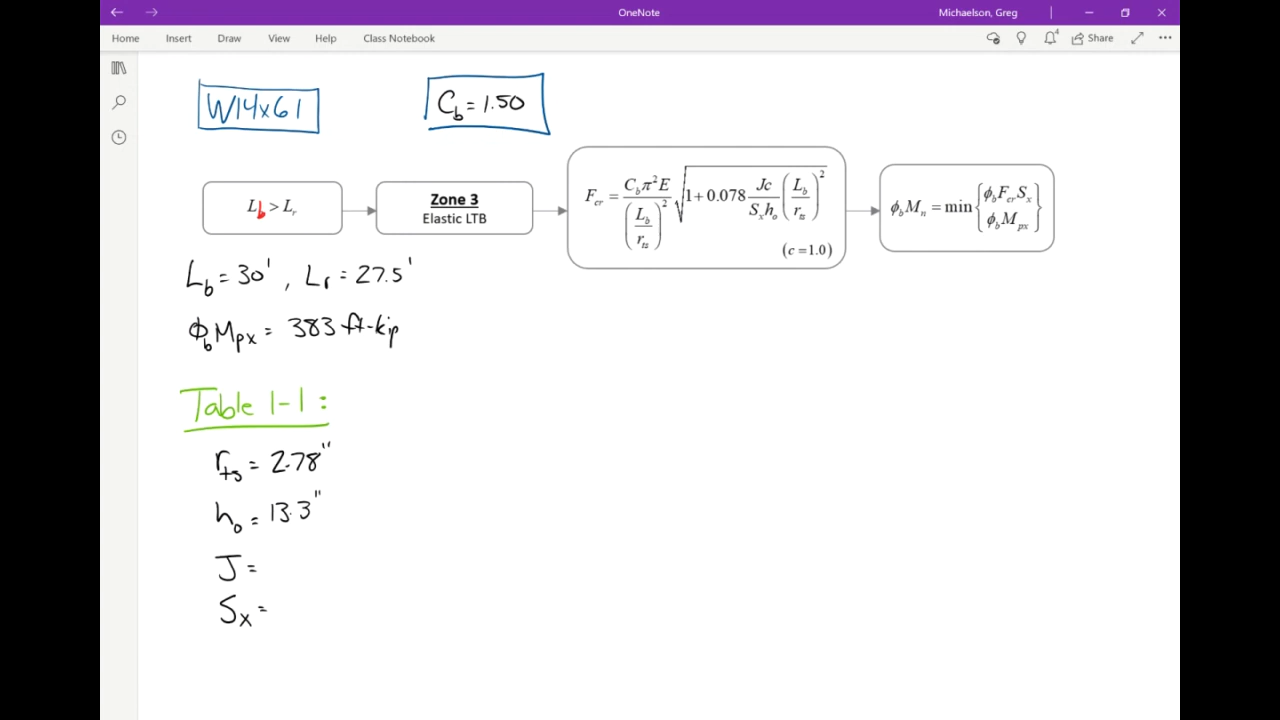 OneNote
Michaelson, Greg
Home Insert Draw View Help Class Notebook
4 Share
W14x61
C_b = 1.50
L_b > L_r
Zone 3
Elastic LTB
F_cr = C_b π² E / (L_b / r_ts)² √(1 + 0.078 Jc / (S_x h_o) (L_b / r_ts)²)
(c = 1.0)
ϕ_b M_n = min { ϕ_b F_cr S_x
ϕ_b M_px }
L_b = 30' , L_r = 27.5'
ϕ_b M_px = 383 ft-kip
Table 1-1 :
r_ts = 2.78"
h_o = 13.3"
J =
S_x =